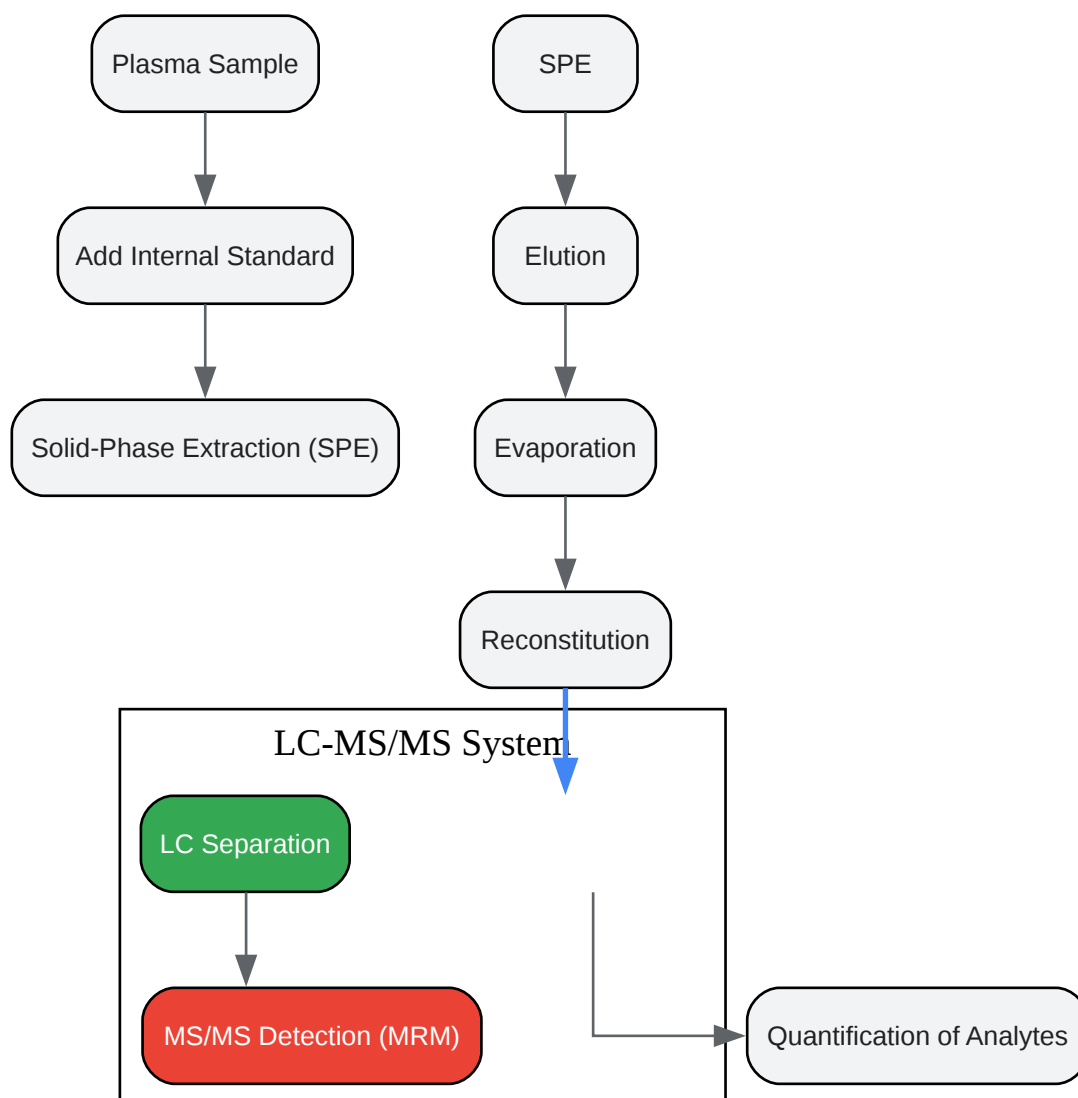 Plasma Sample
SPE
Add Internal Standard
Elution
Solid-Phase Extraction (SPE)
Evaporation
Reconstitution
LC-MS/MS System
LC Separation
MS/MS Detection (MRM)
Quantification of Analytes